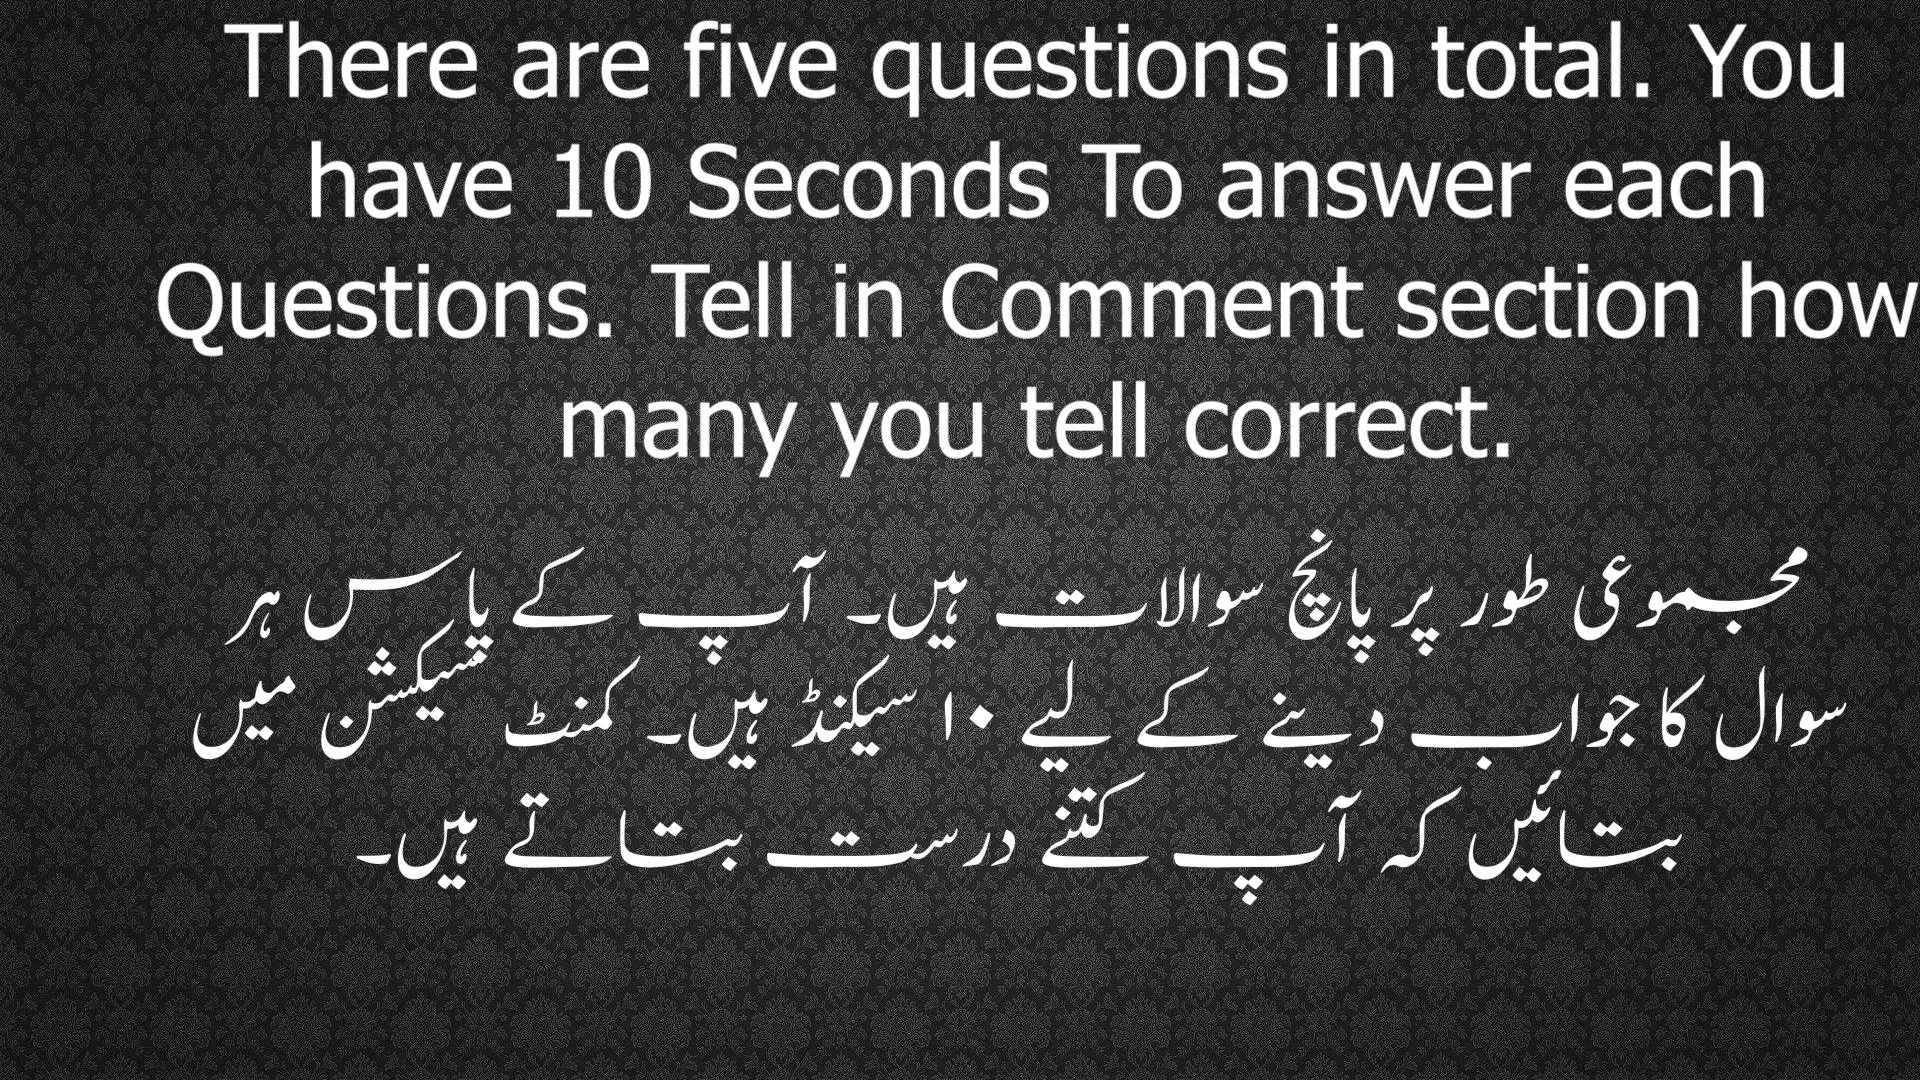 There are five questions in total. You
have 10 Seconds To answer each
Questions. Tell in Comment section how
many you tell correct.
مجموعی طور پر پانچ سوالات ہیں۔ آپ کے پاس ہر
سوال کا جواب دینے کے لیے ۱۰ سیکنڈ ہیں۔ کمنٹ سیکشن میں
بتائیں کہ آپ کتنے درست بتاتے ہیں۔